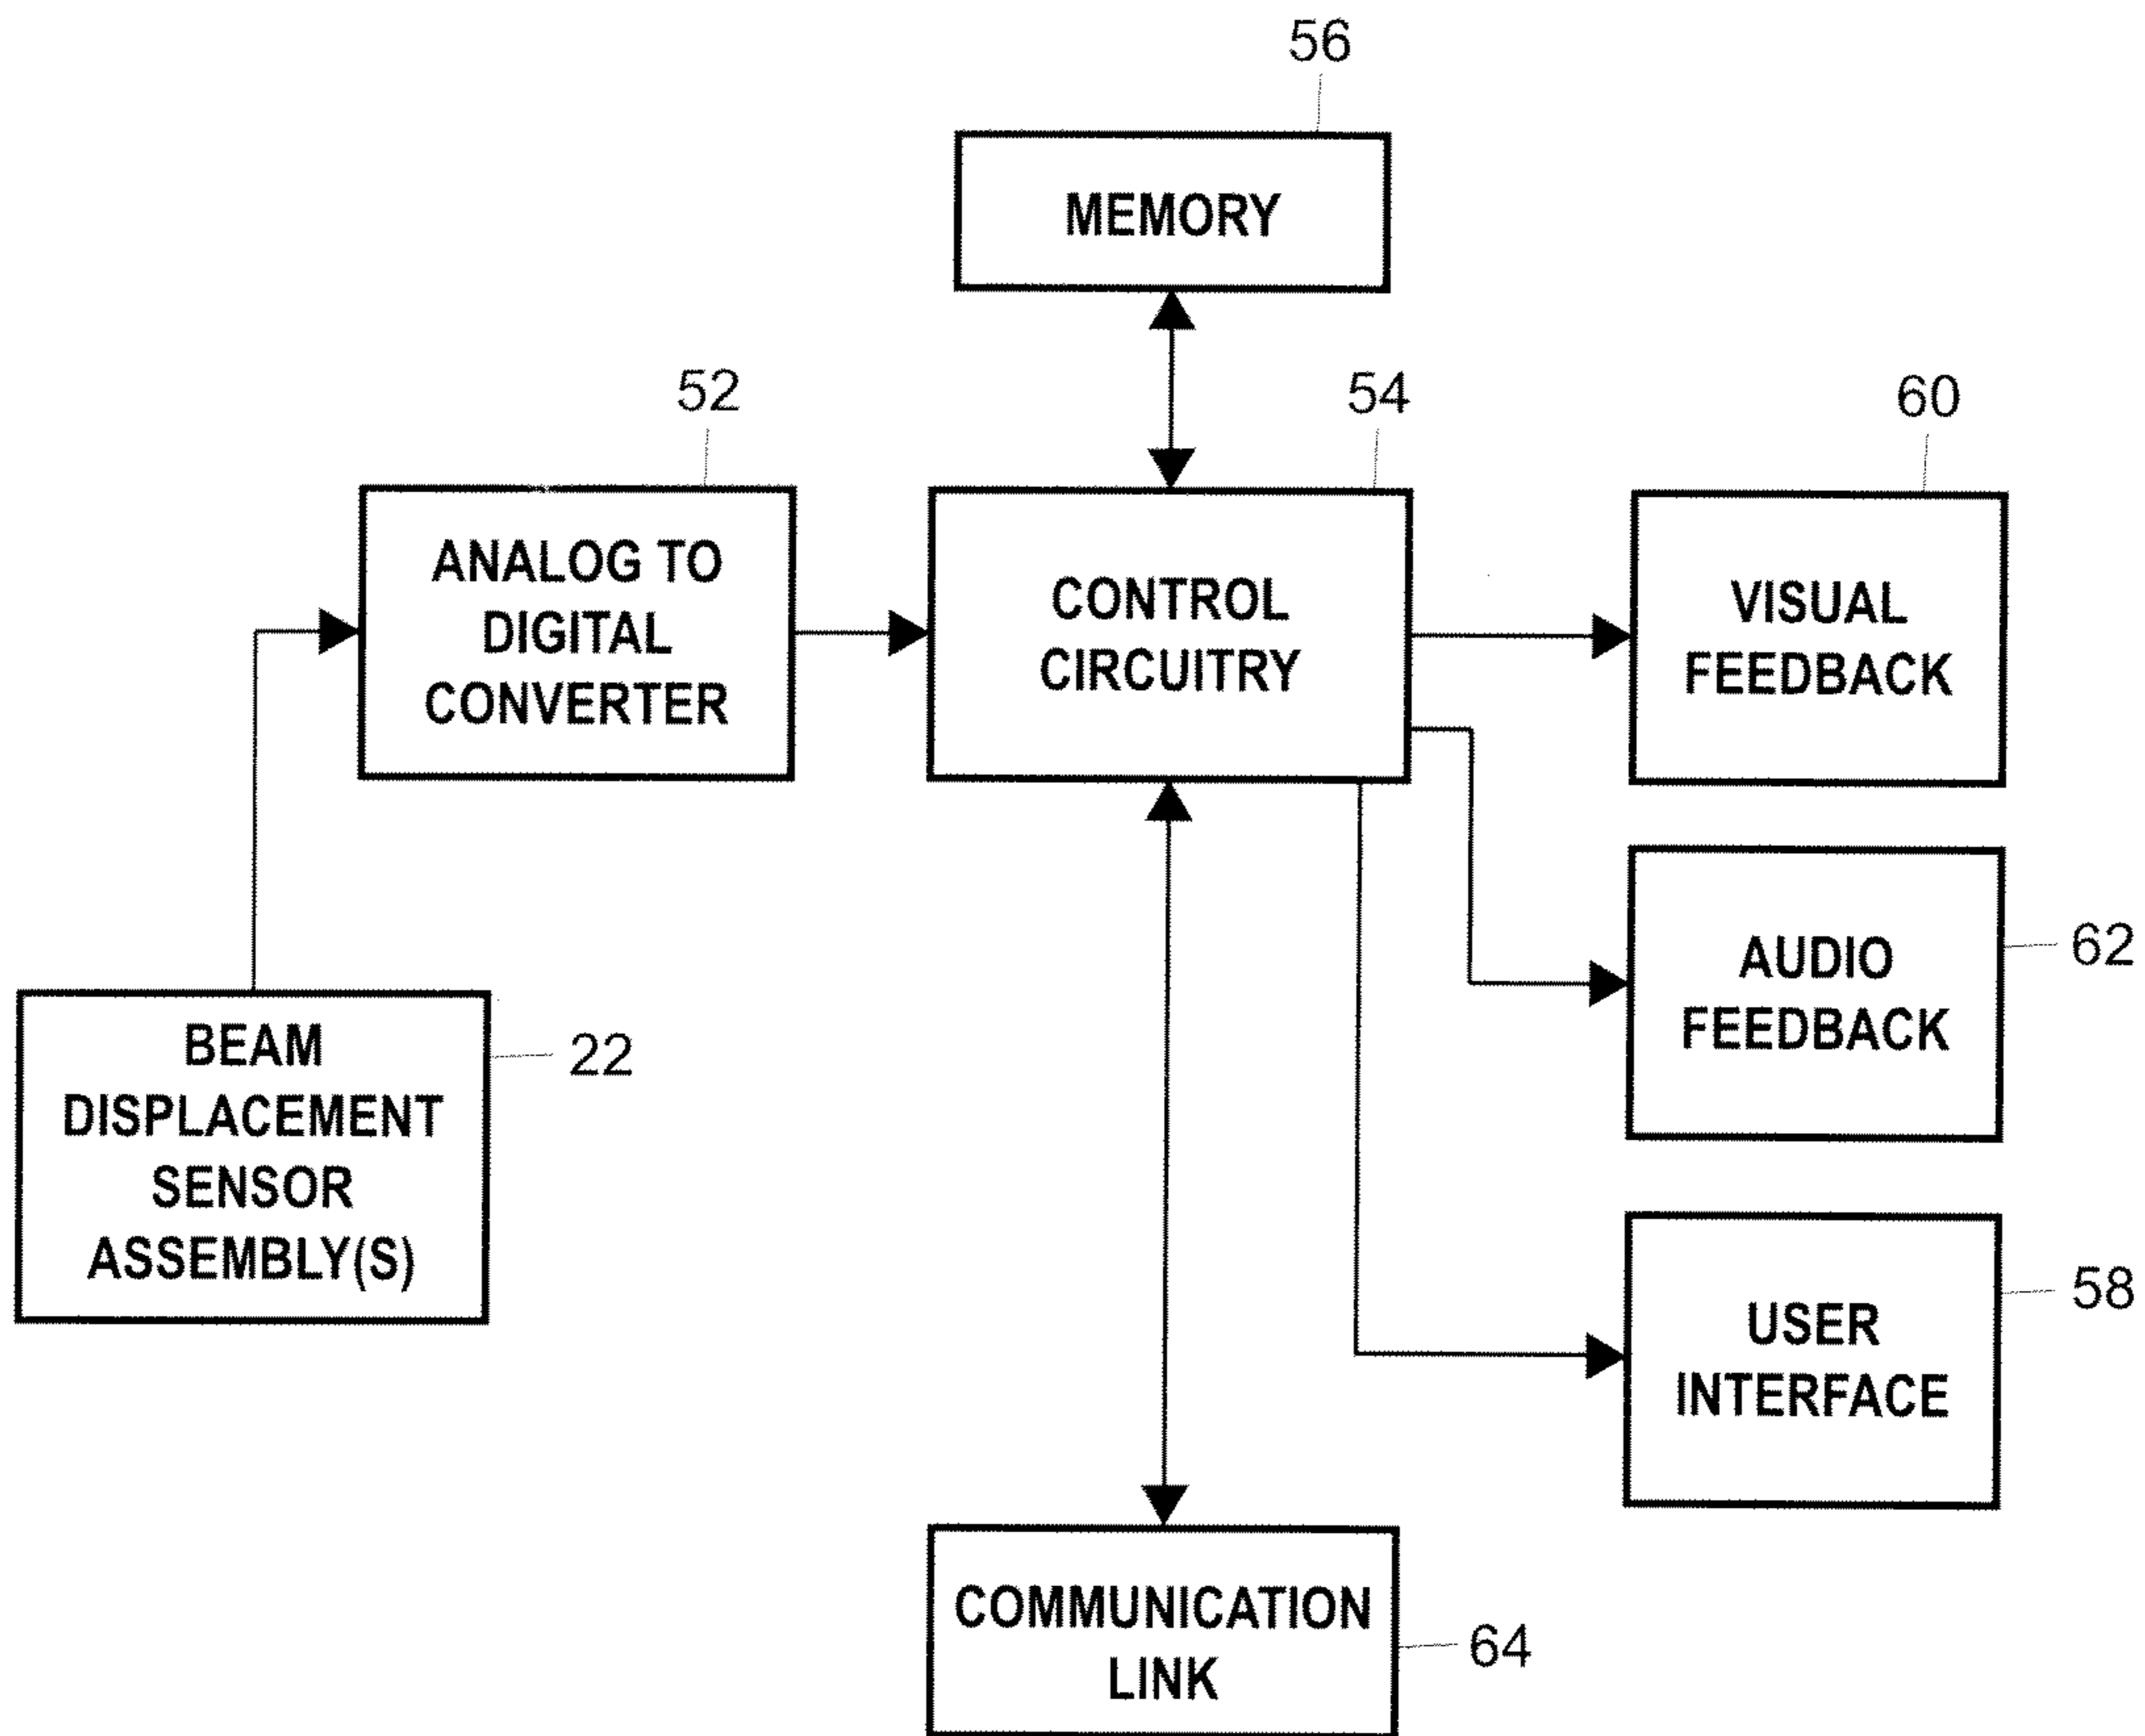 56
MEMORY
52
54
60
ANALOG TO
DIGITAL
CONVERTER
CONTROL
CIRCUITRY
VISUAL
FEEDBACK
AUDIO
FEEDBACK
62
BEAM
DISPLACEMENT
SENSOR
ASSEMBLY(S)
22
USER
INTERFACE
58
COMMUNICATION
LINK
64